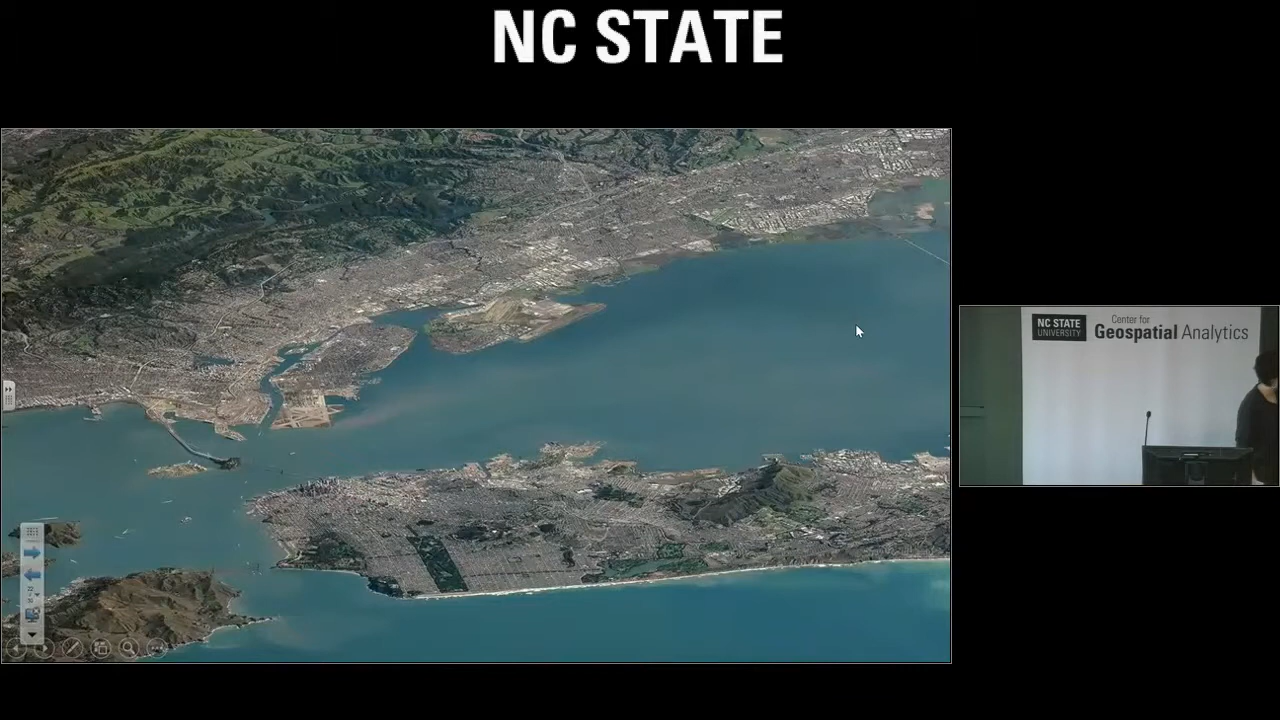 NC STATE
NC STATE
UNIVERSITY
Center for
Geospatial Analytics